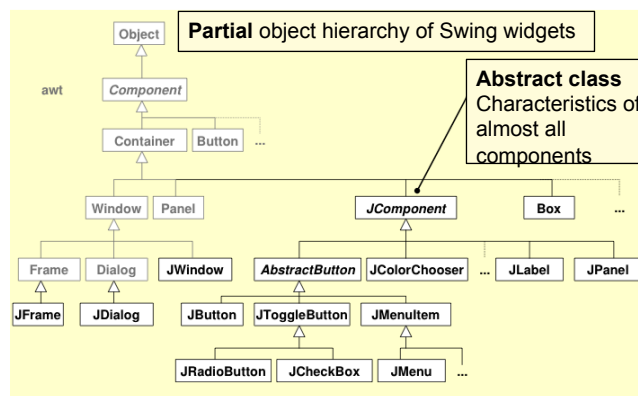 Object
Partial object hierarchy of Swing widgets
awt
Component
Abstract class
Characteristics of
almost all
components
Container Button ...
Window Panel JComponent Box ...
Frame Dialog JWindow AbstractButton JColorChooser ... JLabel JPanel
JFrame JDialog JButton JToggleButton JMenuItem
JRadioButton JCheckBox JMenu ...